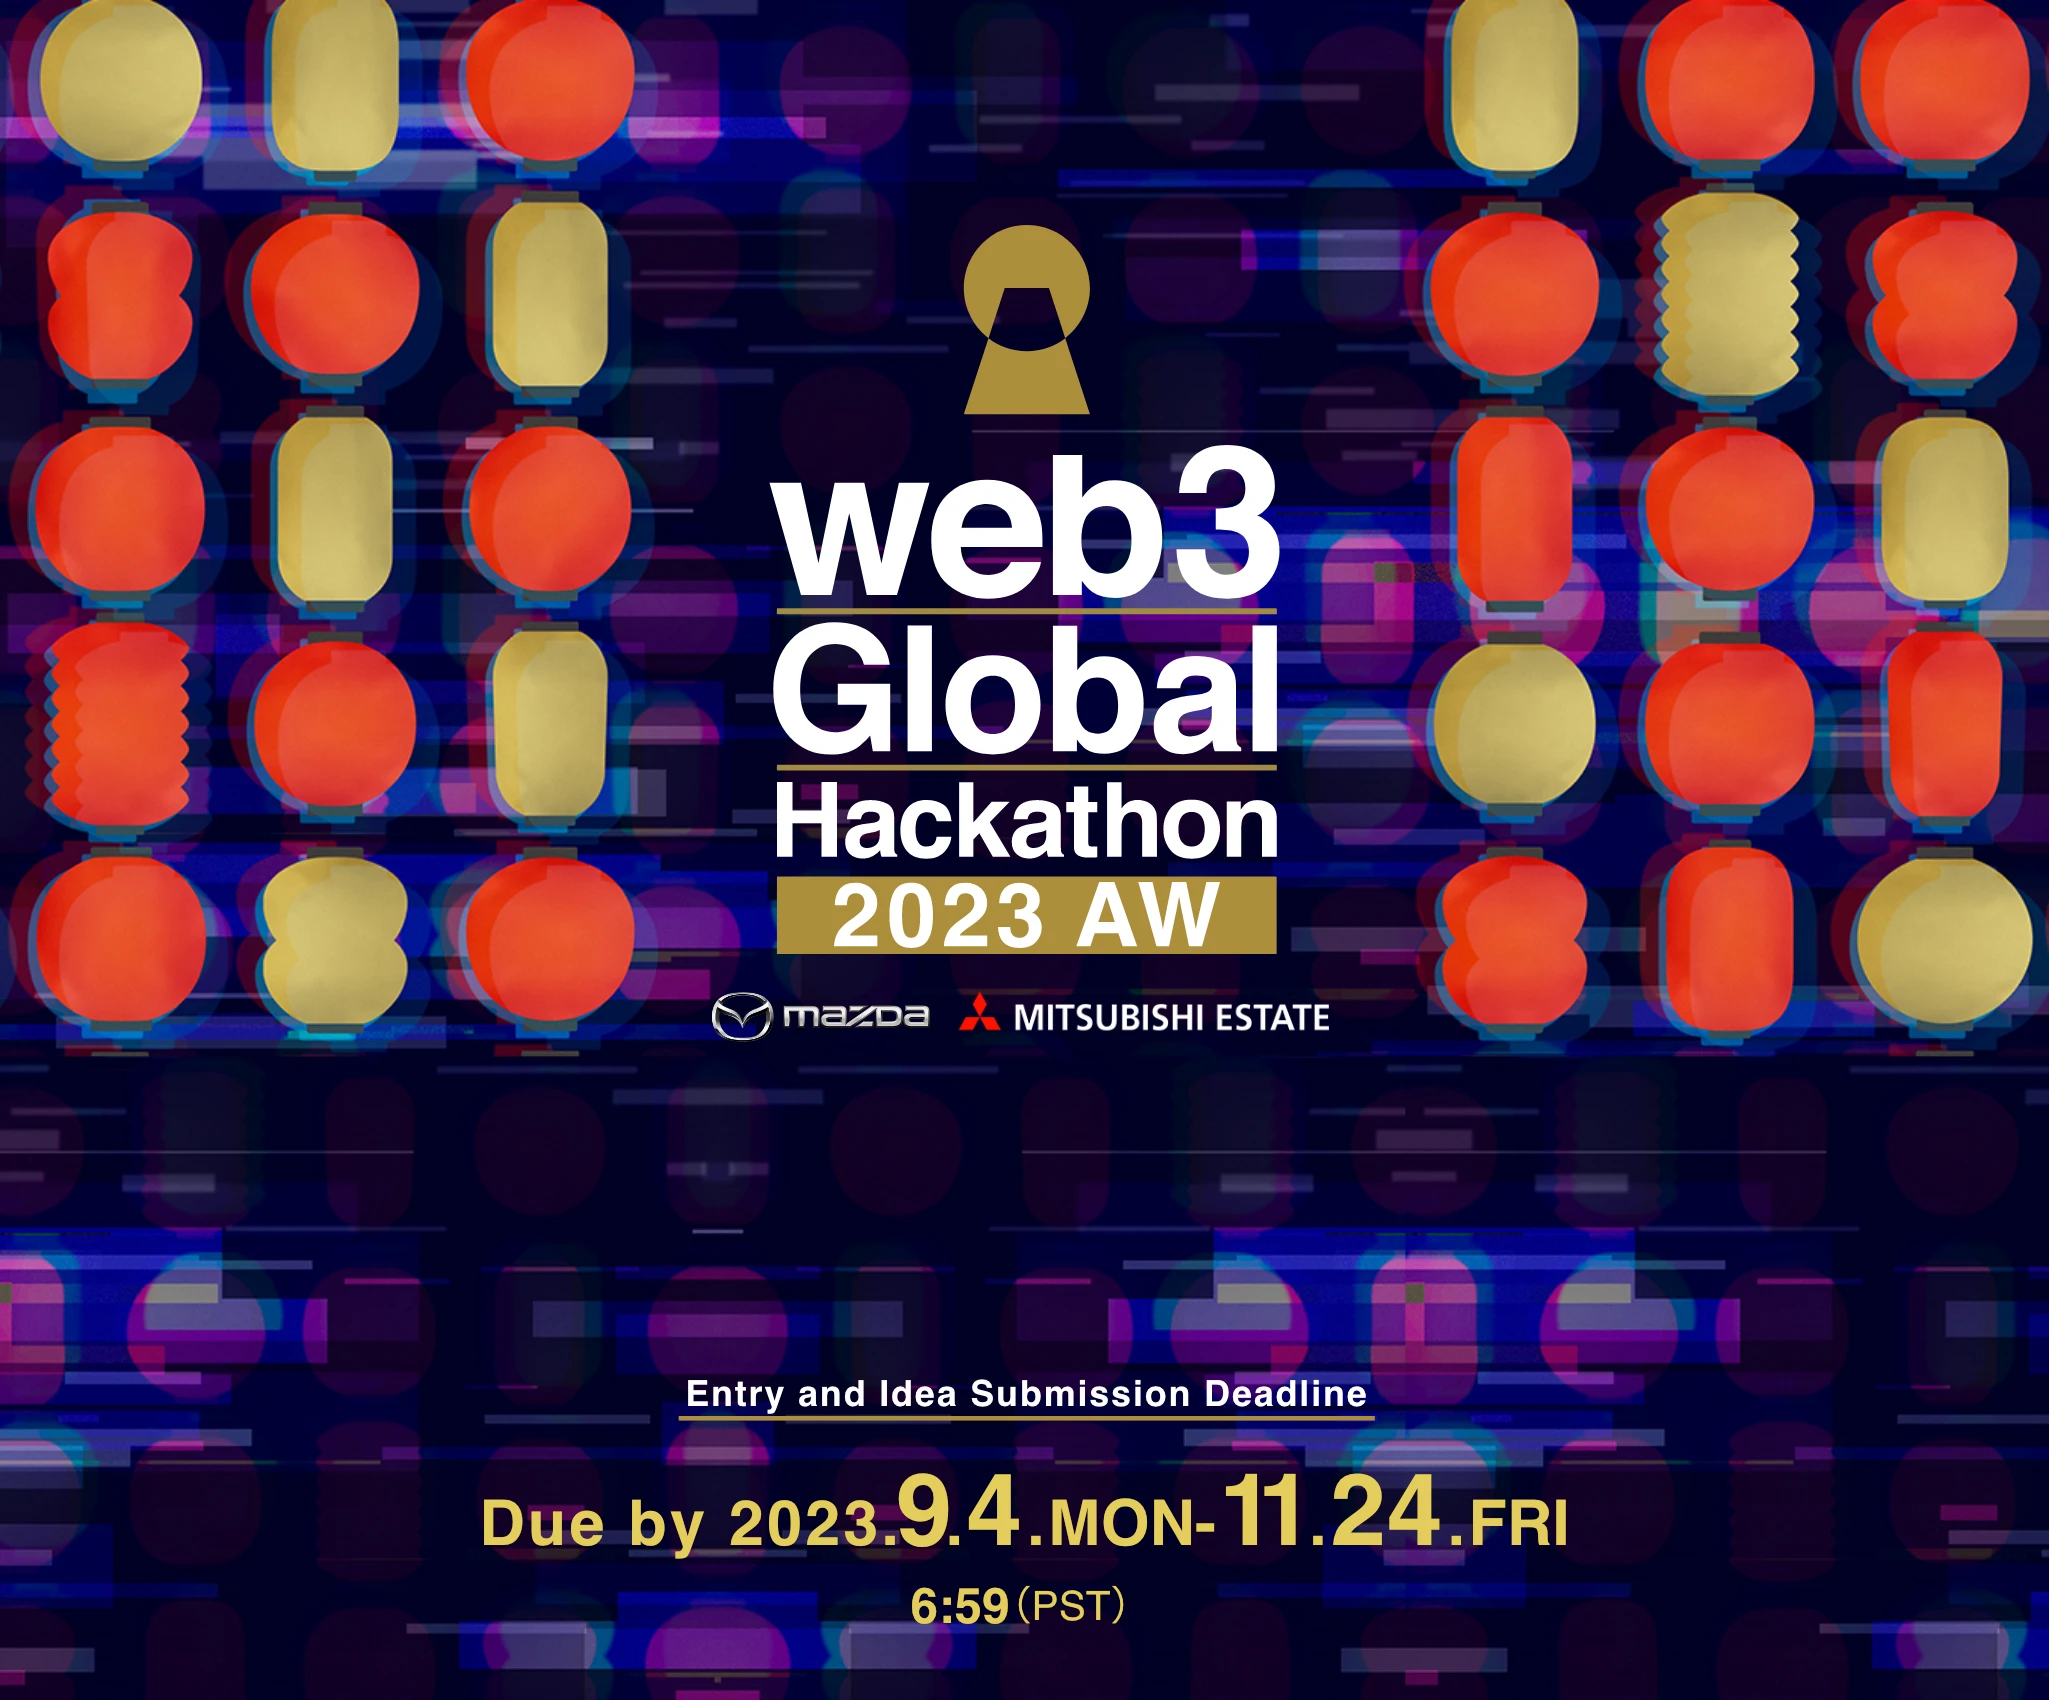 web3
Global
Hackathon
2023 AW
mazda MITSUBISHI ESTATE
Entry and Idea Submission Deadline
Due by 2023.9.4.MON-11.24.FRI
6:59(PST)